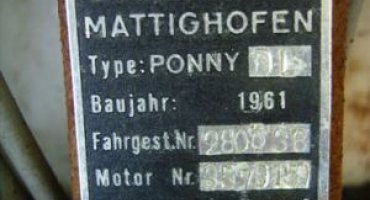 MATTIGHOFEN
Type: PONNY
Baujahr: 1961
Fahrgest.Nr.
Motor Nr.